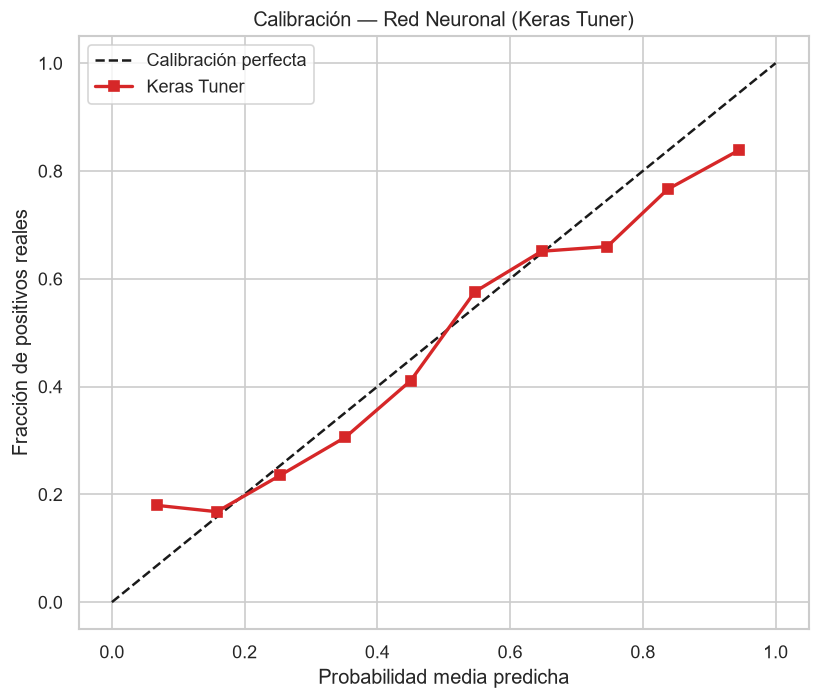 Calibración — Red Neuronal (Keras Tuner)
Calibración perfecta
Keras Tuner
Fracción de positivos reales
1.0
0.8
0.6
0.4
0.2
0.0
0.0 0.2 0.4 0.6 0.8 1.0
Probabilidad media predicha